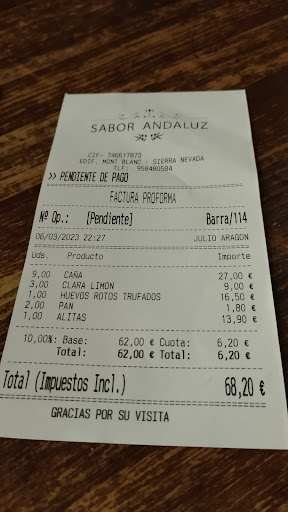 SABOR ANDALUZ
CIF- 74661787S
EDIF. MONT BLANC - SIERRA NEVADA
TLF: 958480584
>> PENDIENTE DE PAGO
FACTURA PROFORMA
Nº Op.: [Pendiente] Barra/114
06/03/2023 22:27 JULIO ARAGON
Uds. Producto Importe
9,00 CAÑA 27,00 €
3,00 CLARA LIMON 9,00 €
1,00 HUEVOS ROTOS TRUFADOS 16,50 €
2,00 PAN 1,80 €
1,00 ALITAS 13,90 €
10,00%: Base: 62,00 € Cuota: 6,20 €
Total: 62,00 € Total: 6,20 €
Total (Impuestos Incl.) 68,20 €
GRACIAS POR SU VISITA